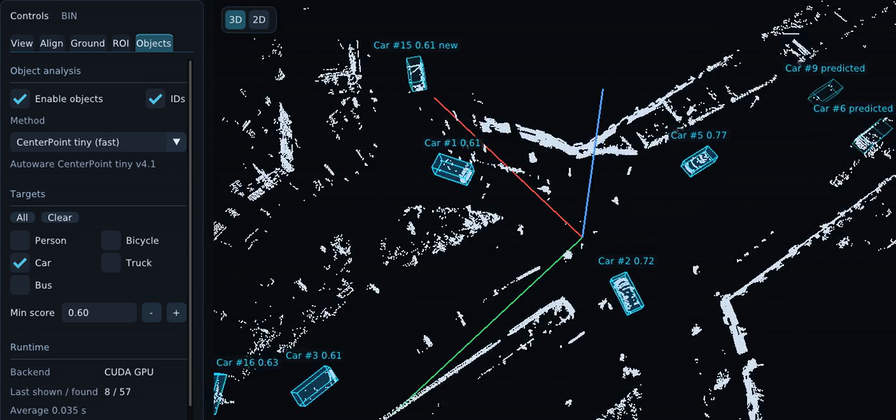 Controls BIN
View Align Ground ROI Objects
Object analysis
Enable objects IDs
Method
CenterPoint tiny (fast)
Autoware CenterPoint tiny v4.1
Targets
All Clear
Person Bicycle
Car Truck
Bus
Min score 0.60 - +
Runtime
Backend CUDA GPU
Last shown / found 8 / 57
Average 0.035 s
3D 2D
Car #15 0.61 new
Car #9 predicted
Car #6 predicted
Car #1 0.61
Car #5 0.77
Car #2 0.72
Car #16 0.63
Car #3 0.61